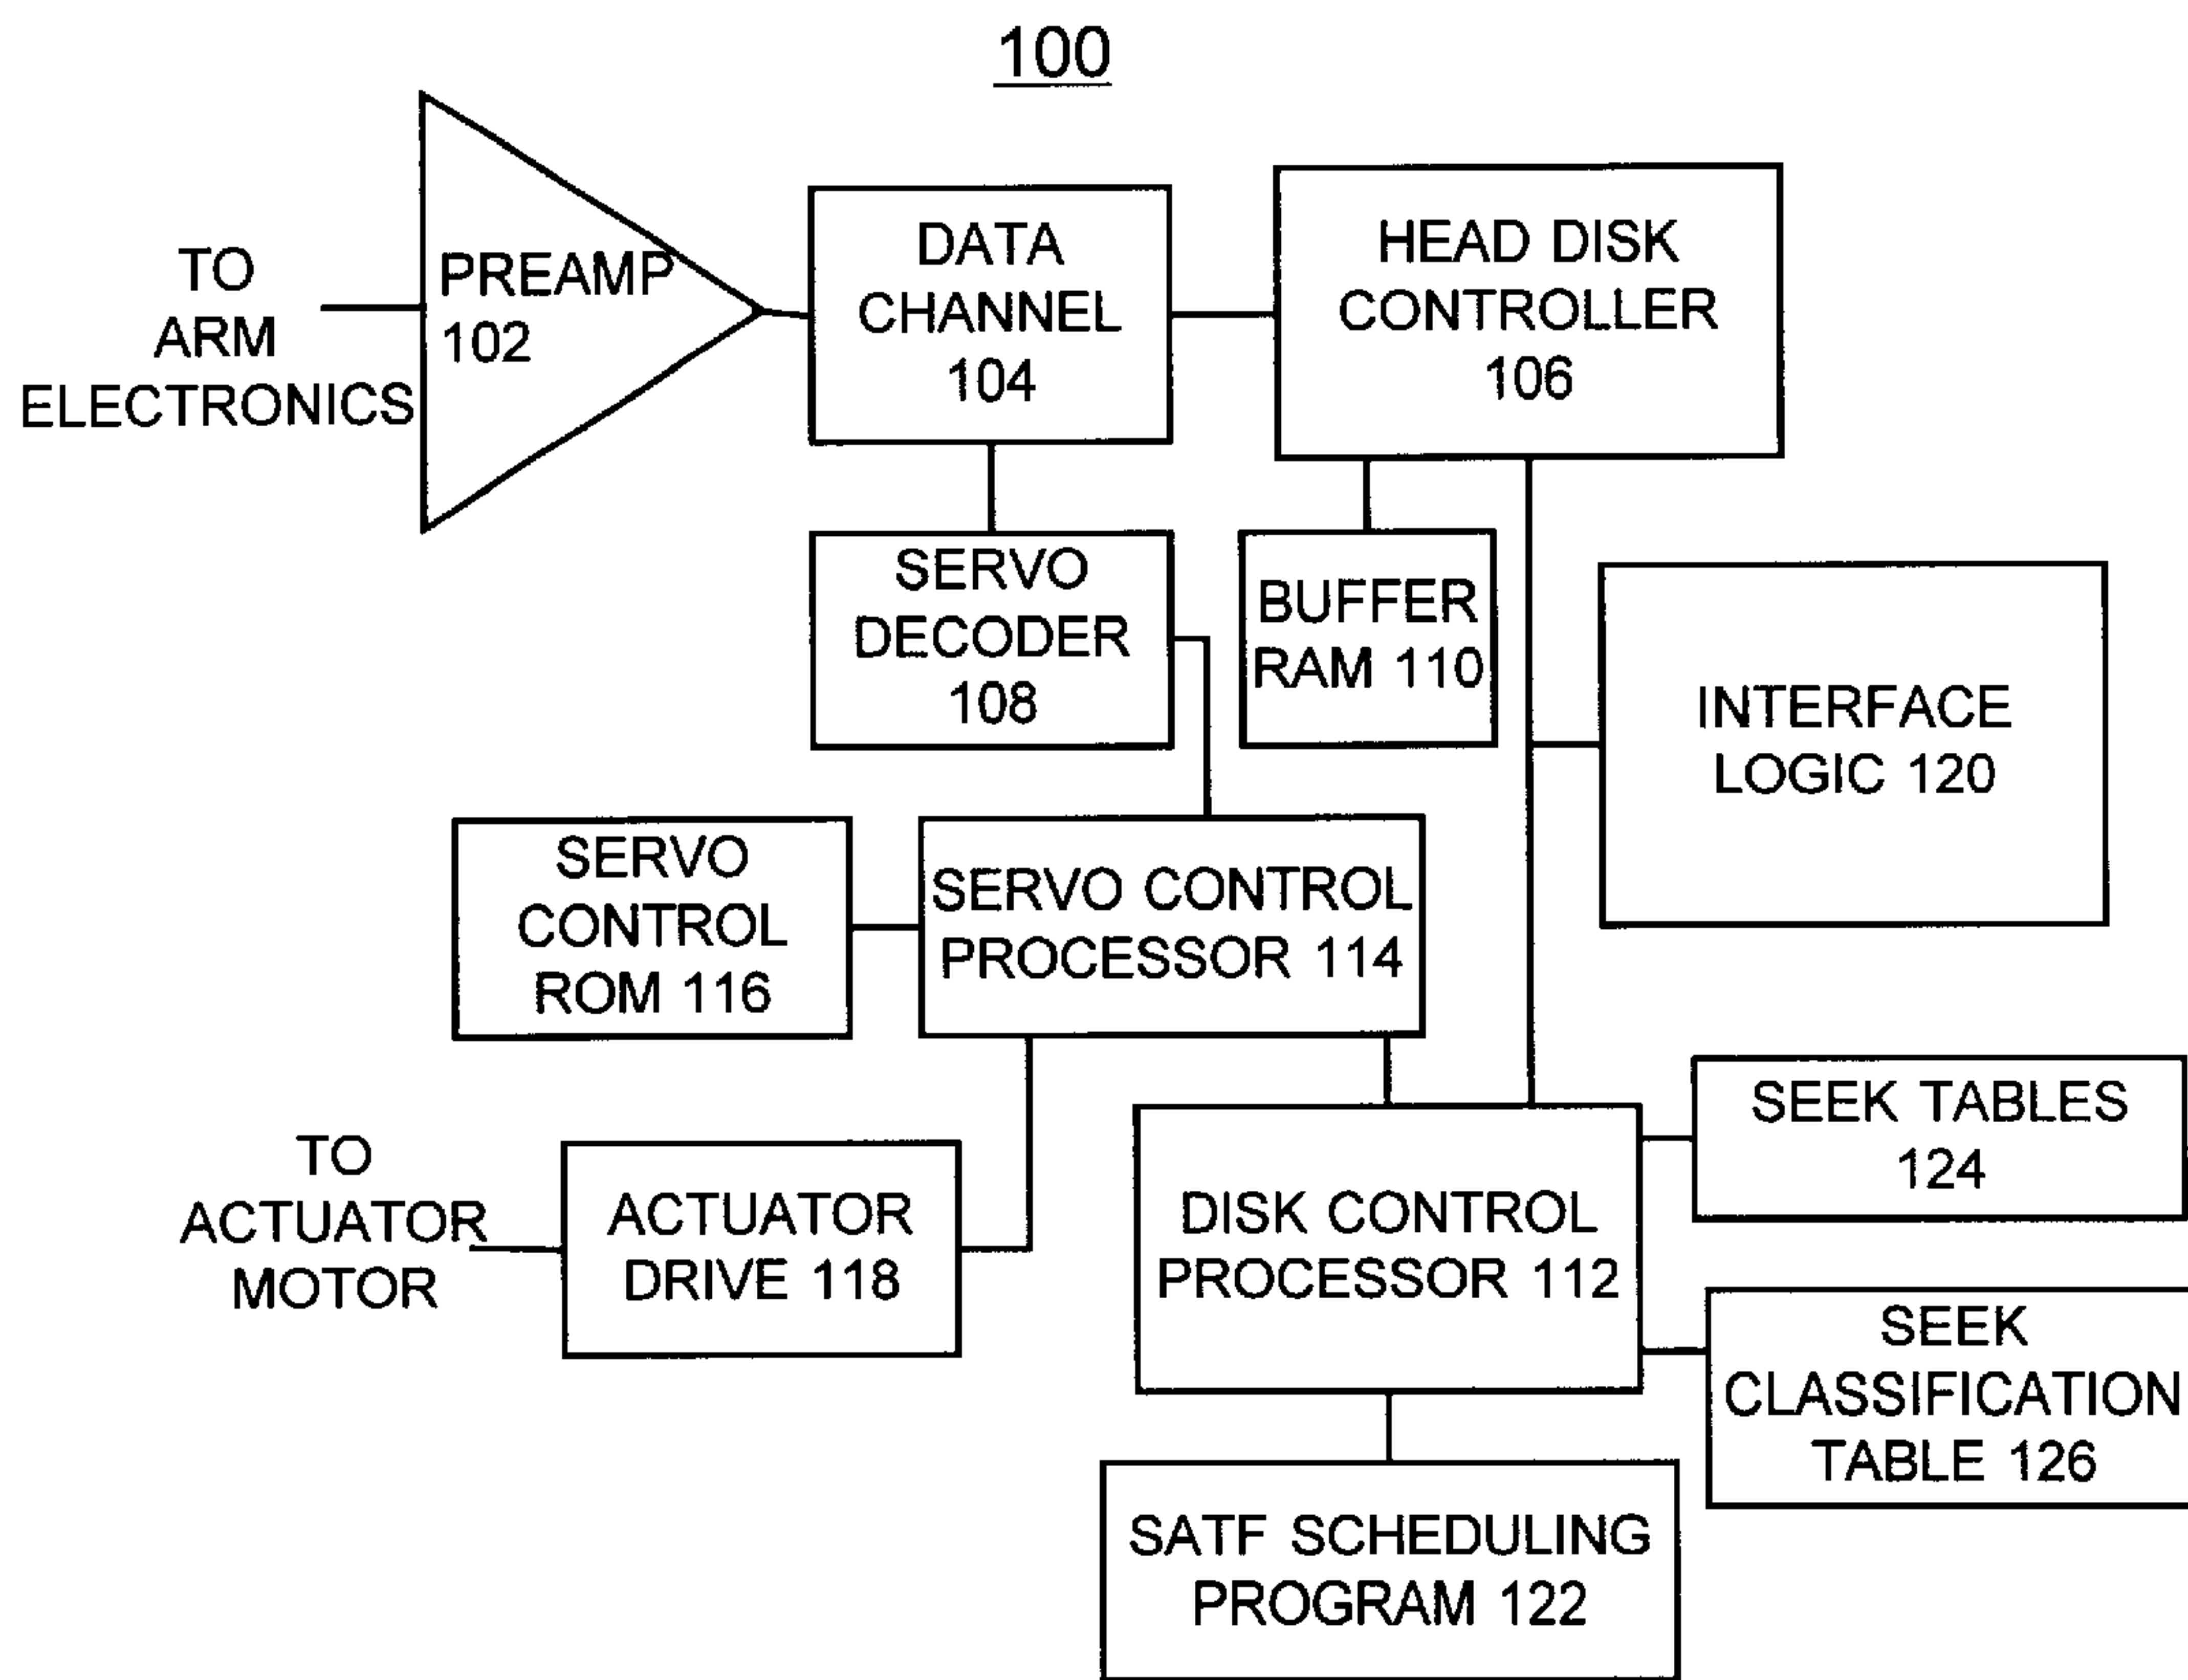 100
TO
ARM
ELECTRONICS
PREAMP
102
DATA
CHANNEL
104
HEAD DISK
CONTROLLER
106
SERVO
DECODER
108
BUFFER
RAM 110
INTERFACE
LOGIC 120
SERVO
CONTROL
ROM 116
SERVO CONTROL
PROCESSOR 114
TO
ACTUATOR
MOTOR
ACTUATOR
DRIVE 118
DISK CONTROL
PROCESSOR 112
SEEK TABLES
124
SEEK
CLASSIFICATION
TABLE 126
SATF SCHEDULING
PROGRAM 122